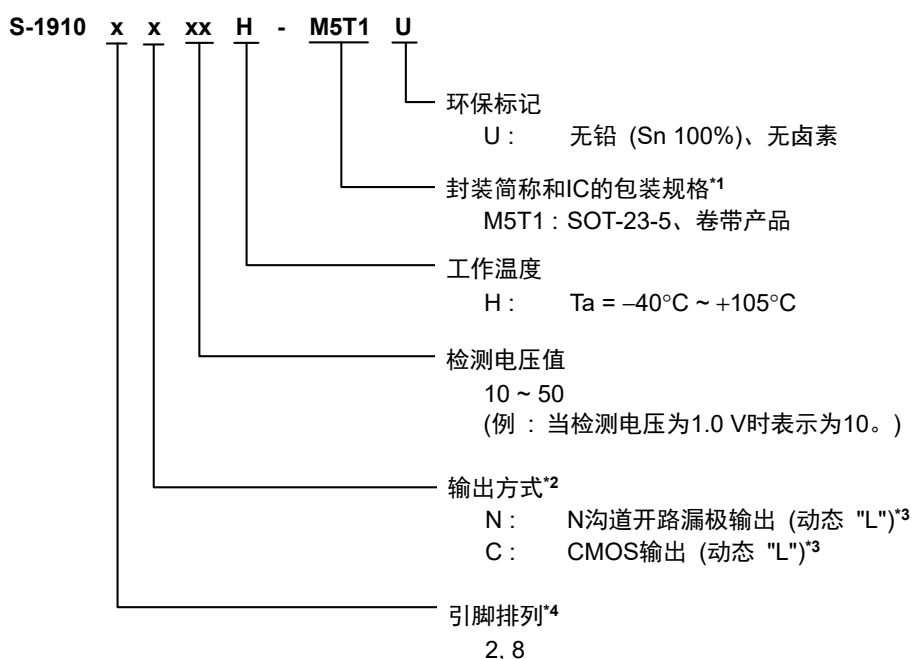 S-1910 x x xx H - M5T1 U
环保标记
U : 无铅 (Sn 100%)、无卤素
封装简称和IC的包装规格*1
M5T1 : SOT-23-5、卷带产品
工作温度
H : Ta = −40°C ~ +105°C
检测电压值
10 ~ 50
(例 : 当检测电压为1.0 V时表示为10。)
输出方式*2
N : N沟道开路漏极输出 (动态 "L")*3
C : CMOS输出 (动态 "L")*3
引脚排列*4
2, 8